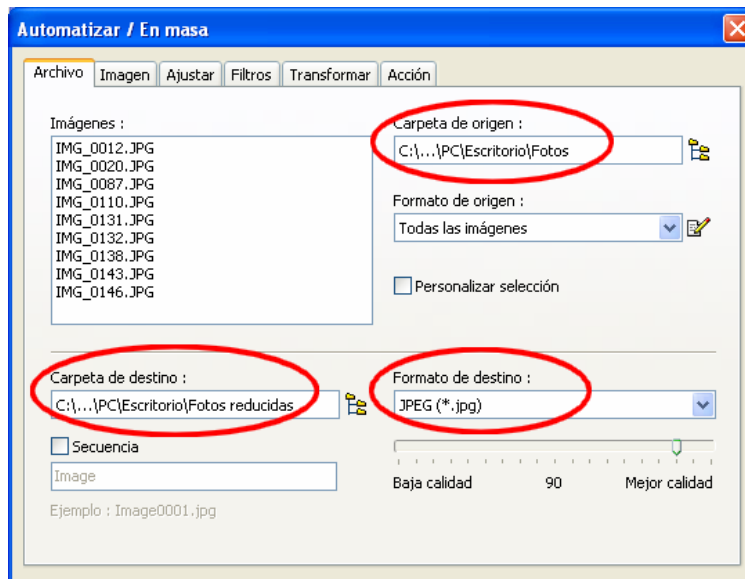 Automatizar / En masa
Archivo Imagen Ajustar Filtros Transformar Acción
Imágenes :
IMG_0012.JPG
IMG_0020.JPG
IMG_0087.JPG
IMG_0110.JPG
IMG_0131.JPG
IMG_0132.JPG
IMG_0138.JPG
IMG_0143.JPG
IMG_0146.JPG
Carpeta de origen :
C:\...\PC\Escritorio\Fotos
Formato de origen :
Todas las imágenes
Personalizar selección
Carpeta de destino :
C:\...\PC\Escritorio\Fotos reducidas
Secuencia
Image
Ejemplo : Image0001.jpg
Formato de destino :
JPEG (*.jpg)
Baja calidad 90 Mejor calidad